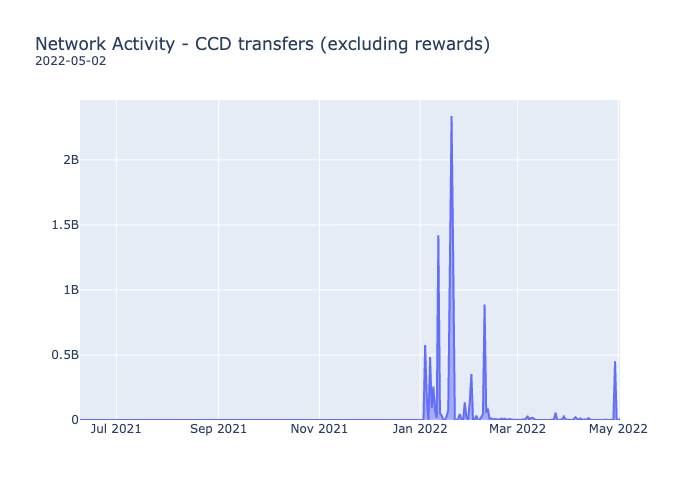 Network Activity - CCD transfers (excluding rewards)
2022-05-02
2B
1.5B
1B
0.5B
0
Jul 2021 Sep 2021 Nov 2021 Jan 2022 Mar 2022 May 2022